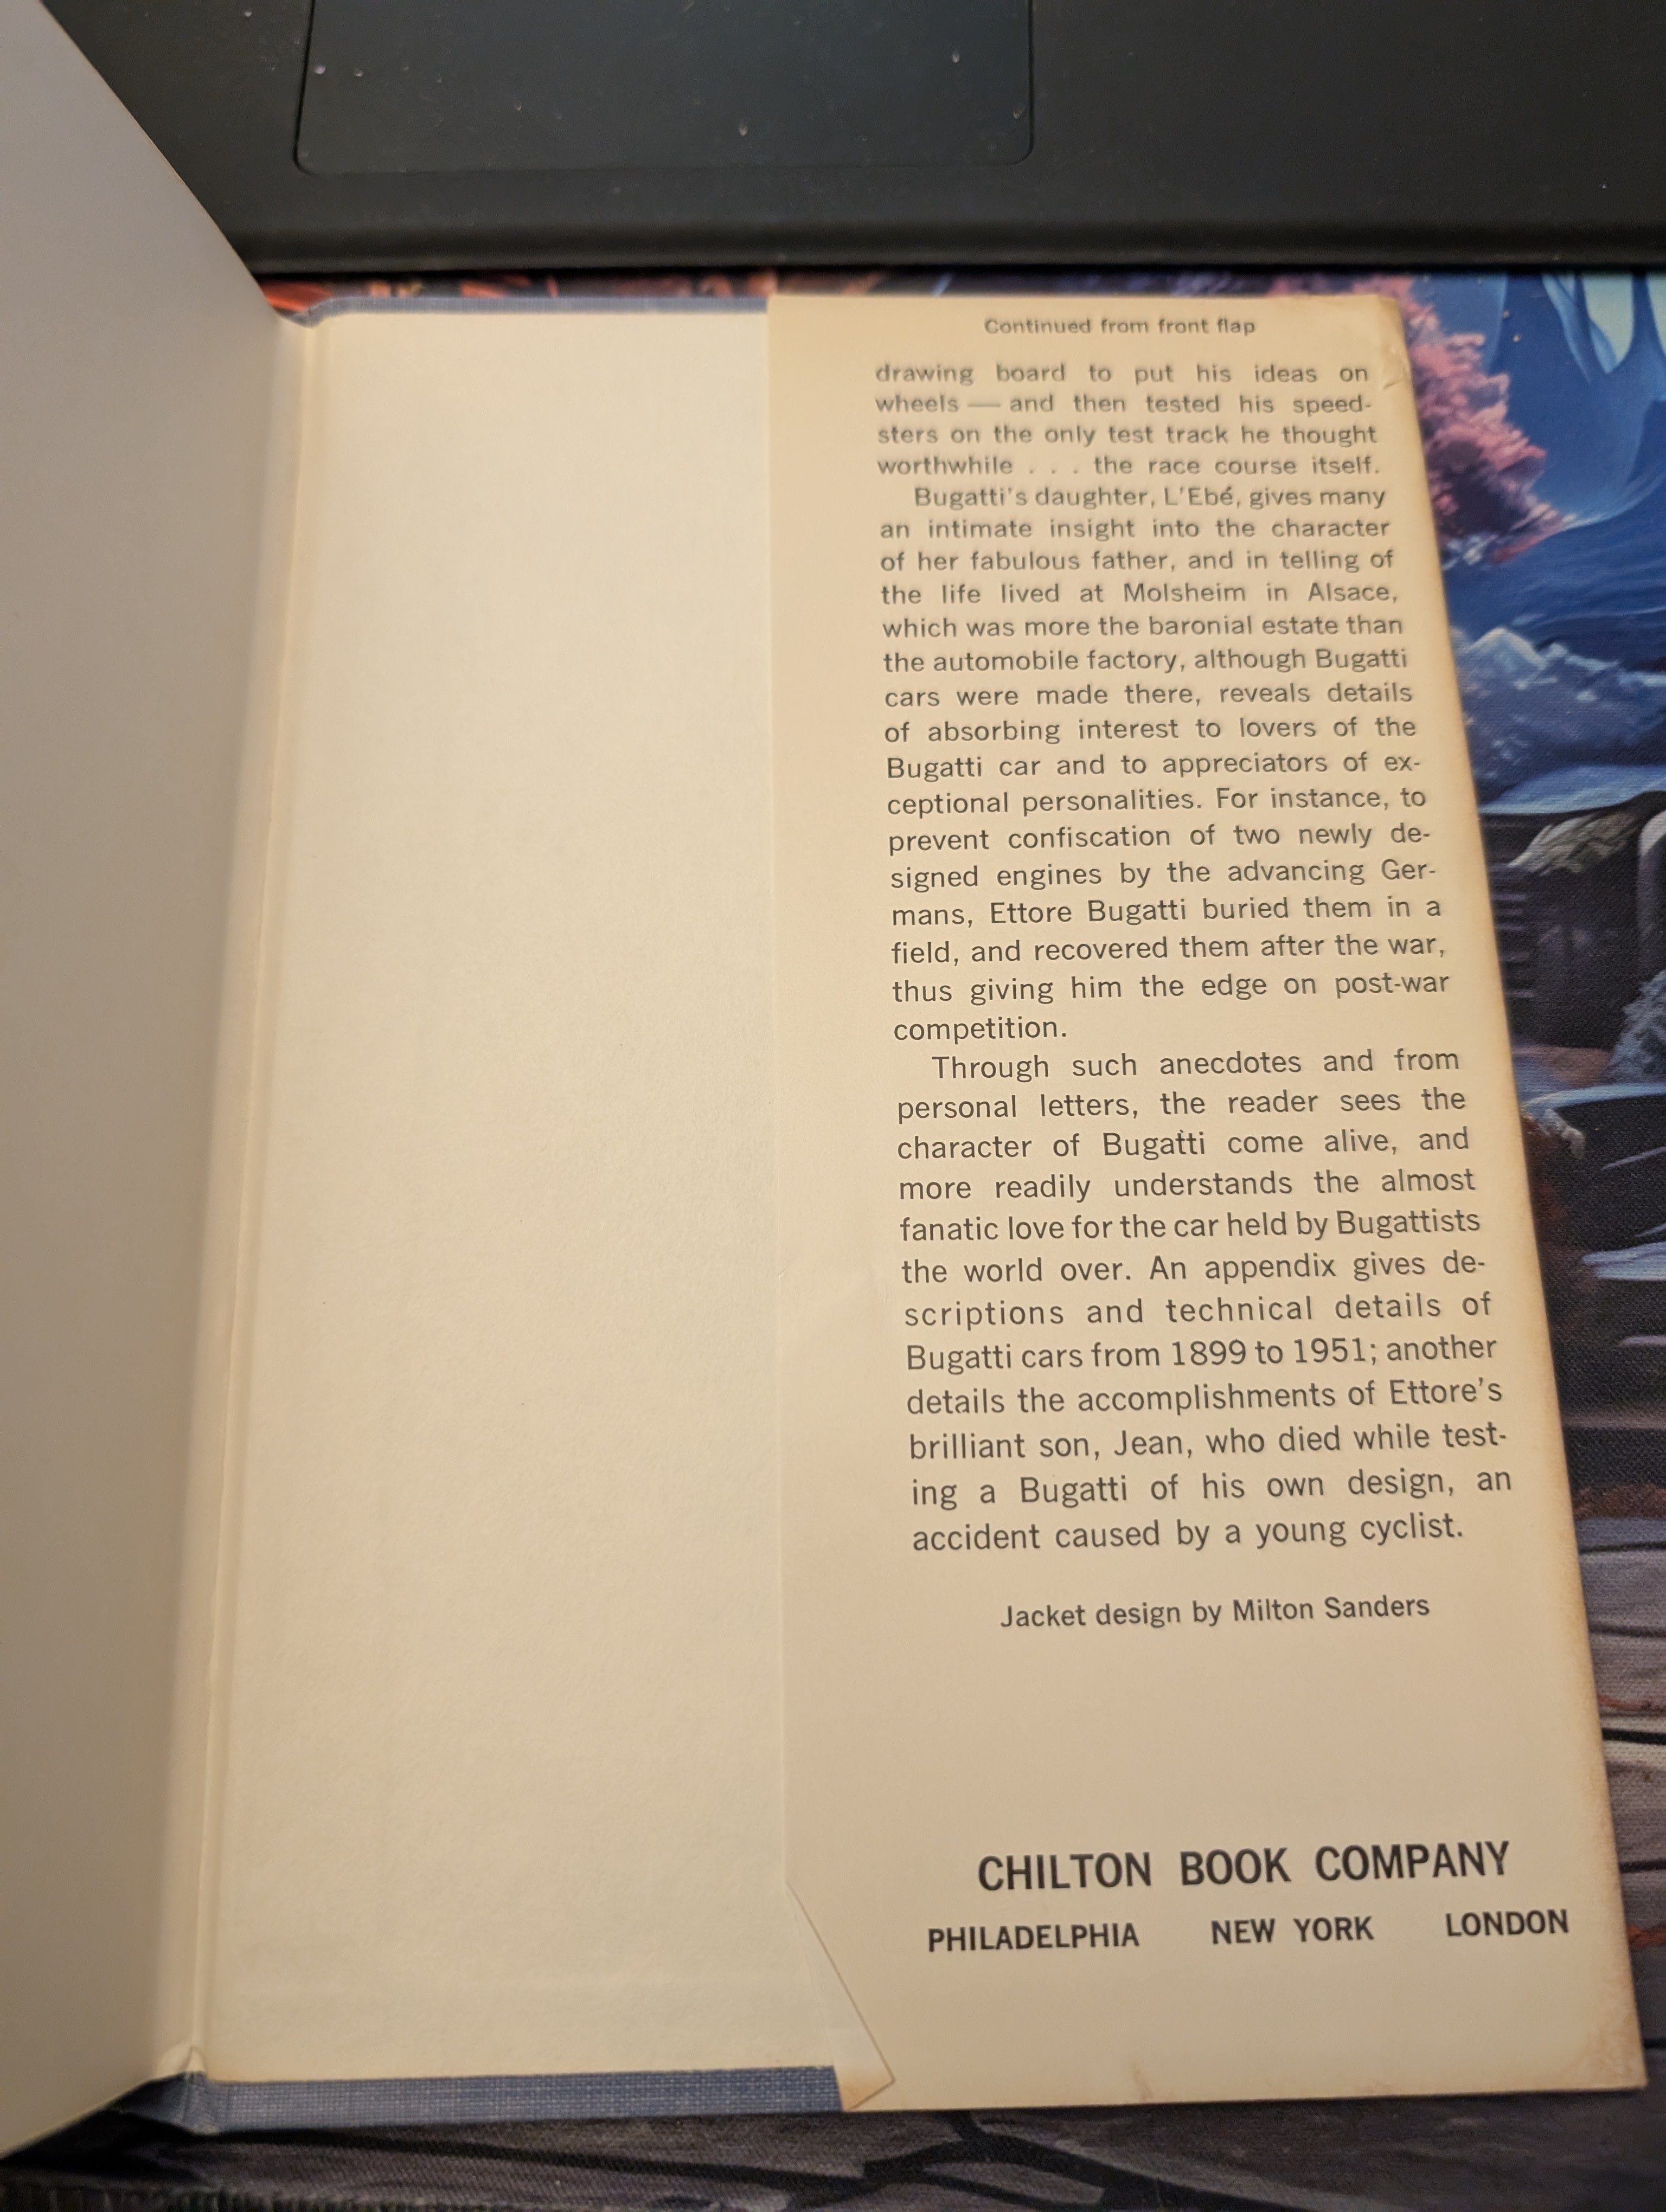 Continued from front flap
drawing board to put his ideas on
wheels — and then tested his speed-
sters on the only test track he thought
worthwhile . . . the race course itself.
Bugatti's daughter, L'Ebé, gives many
an intimate insight into the character
of her fabulous father, and in telling of
the life lived at Molsheim in Alsace,
which was more the baronial estate than
the automobile factory, although Bugatti
cars were made there, reveals details
of absorbing interest to lovers of the
Bugatti car and to appreciators of ex-
ceptional personalities. For instance, to
prevent confiscation of two newly de-
signed engines by the advancing Ger-
mans, Ettore Bugatti buried them in a
field, and recovered them after the war,
thus giving him the edge on post-war
competition.
Through such anecdotes and from
personal letters, the reader sees the
character of Bugatti come alive, and
more readily understands the almost
fanatic love for the car held by Bugattists
the world over. An appendix gives de-
scriptions and technical details of
Bugatti cars from 1899 to 1951; another
details the accomplishments of Ettore's
brilliant son, Jean, who died while test-
ing a Bugatti of his own design, an
accident caused by a young cyclist.
Jacket design by Milton Sanders
CHILTON BOOK COMPANY
PHILADELPHIA NEW YORK LONDON